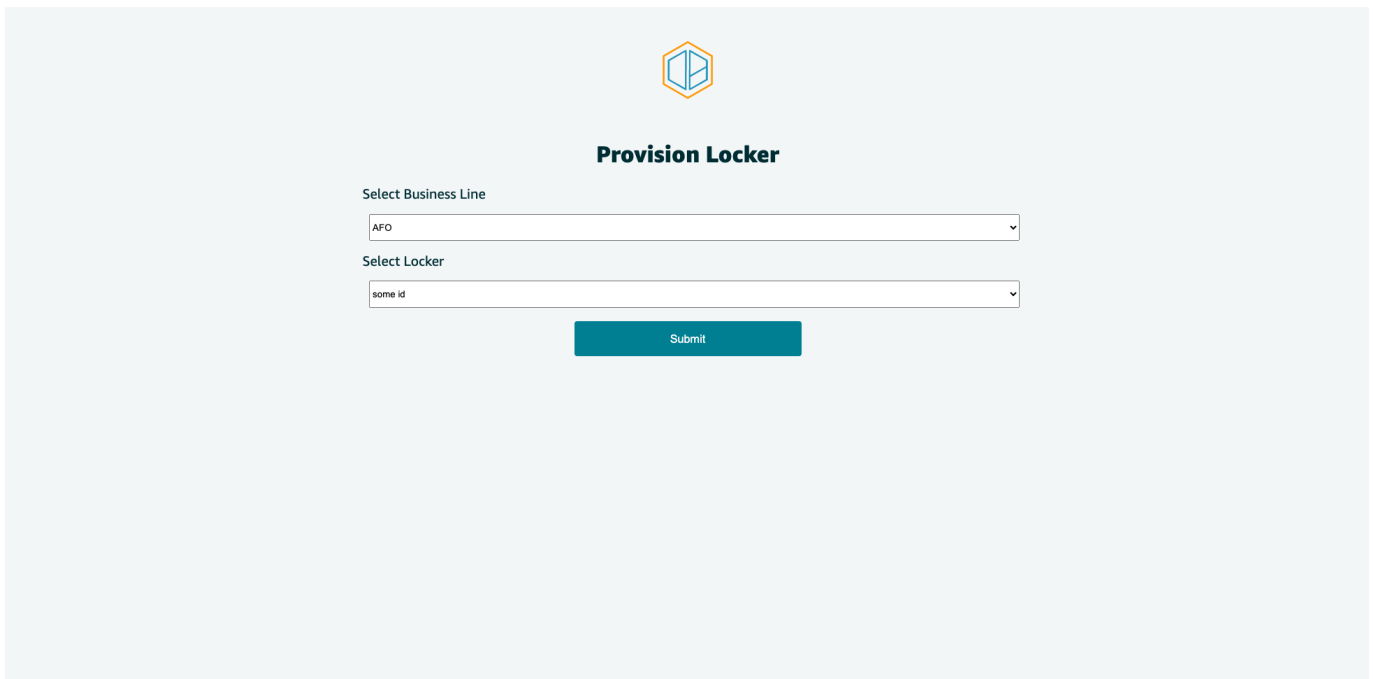 Provision Locker
Select Business Line
AFO
Select Locker
some id
Submit